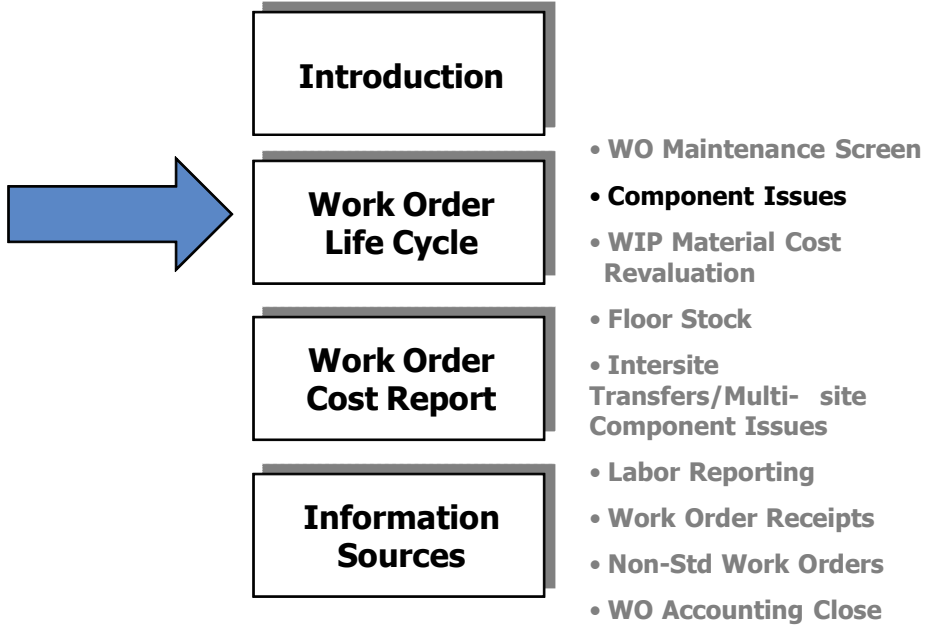 Introduction
Work Order
Life Cycle
Work Order
Cost Report
Information
Sources
• WO Maintenance Screen
• Component Issues
• WIP Material Cost
Revaluation
• Floor Stock
• Intersite
Transfers/Multi- site
Component Issues
• Labor Reporting
• Work Order Receipts
• Non-Std Work Orders
• WO Accounting Close